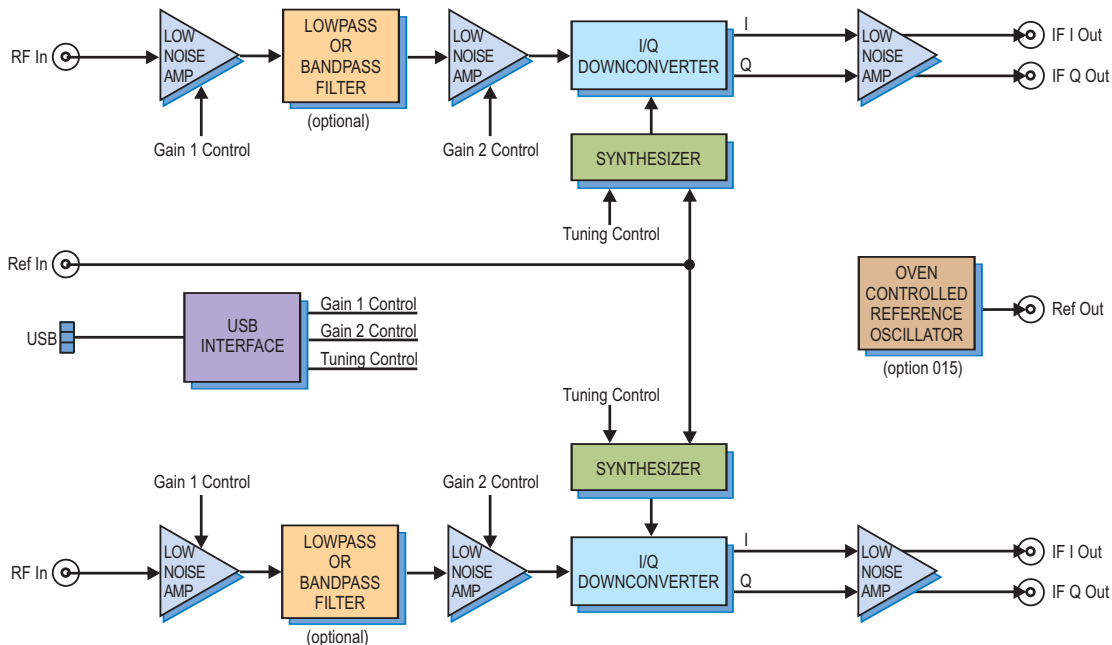 RF In
LOW
NOISE
AMP
Gain 1 Control
LOWPASS
OR
BANDPASS
FILTER
(optional)
LOW
NOISE
AMP
Gain 2 Control
I/Q
DOWNCONVERTER
I
Q
LOW
NOISE
AMP
IF I Out
IF Q Out
SYNTHESIZER
Tuning Control
Ref In
USB
USB
INTERFACE
Gain 1 Control
Gain 2 Control
Tuning Control
OVEN
CONTROLLED
REFERENCE
OSCILLATOR
(option 015)
Ref Out
Tuning Control
SYNTHESIZER
Gain 1 Control
Gain 2 Control
RF In
LOW
NOISE
AMP
LOWPASS
OR
BANDPASS
FILTER
(optional)
LOW
NOISE
AMP
I/Q
DOWNCONVERTER
I
Q
LOW
NOISE
AMP
IF I Out
IF Q Out